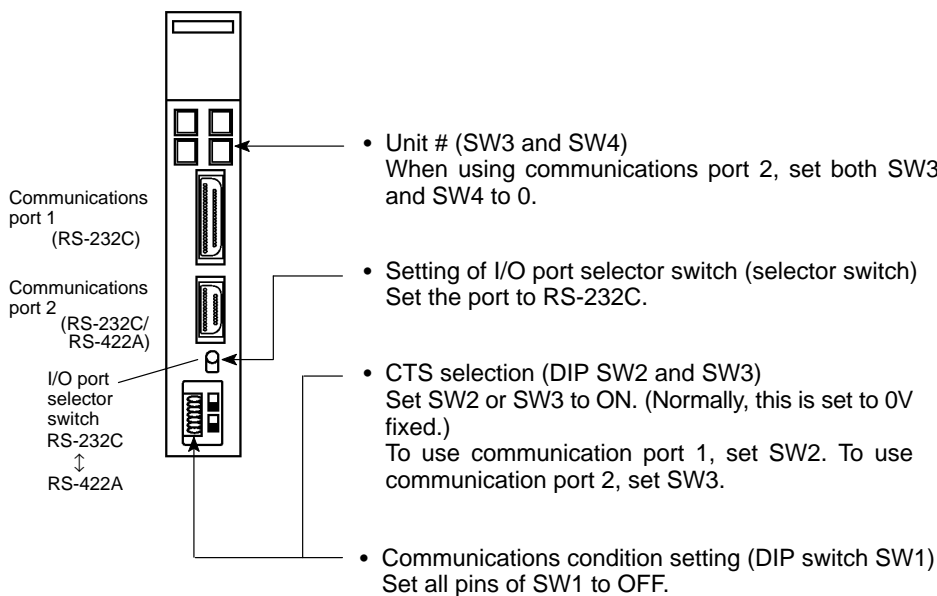 • Unit # (SW3 and SW4)
When using communications port 2, set both SW3
and SW4 to 0.
Communications
port 1
(RS-232C)
• Setting of I/O port selector switch (selector switch)
Set the port to RS-232C.
Communications
port 2
(RS-232C/
RS-422A)
I/O port
selector
switch
RS-232C
↕
RS-422A
• CTS selection (DIP SW2 and SW3)
Set SW2 or SW3 to ON. (Normally, this is set to 0V
fixed.)
To use communication port 1, set SW2. To use
communication port 2, set SW3.
• Communications condition setting (DIP switch SW1)
Set all pins of SW1 to OFF.